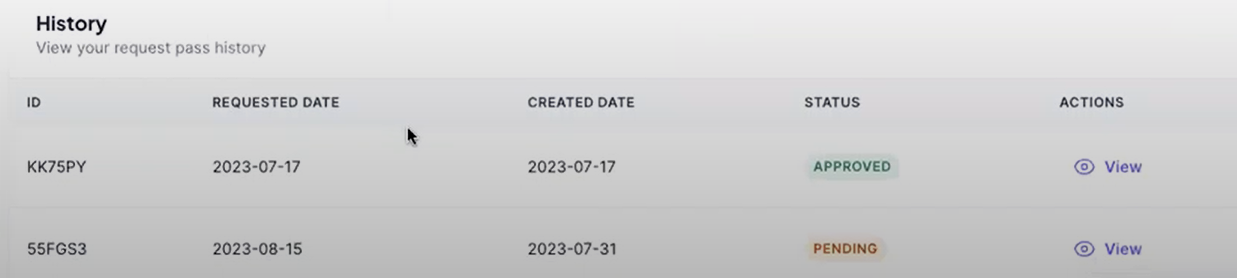 History
View your request pass history
ID REQUESTED DATE CREATED DATE STATUS ACTIONS
KK75PY 2023-07-17 2023-07-17 APPROVED View
55FGS3 2023-08-15 2023-07-31 PENDING View